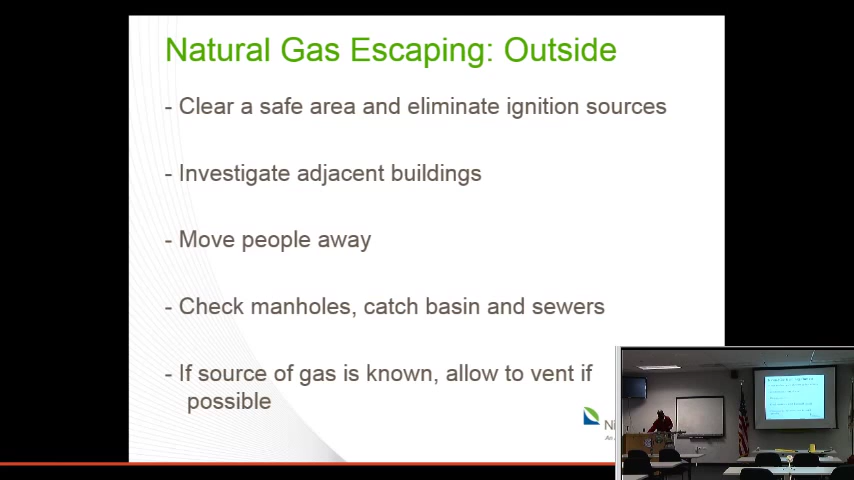 Natural Gas Escaping: Outside
- Clear a safe area and eliminate ignition sources
- Investigate adjacent buildings
- Move people away
- Check manholes, catch basin and sewers
- If source of gas is known, allow to vent if
possible